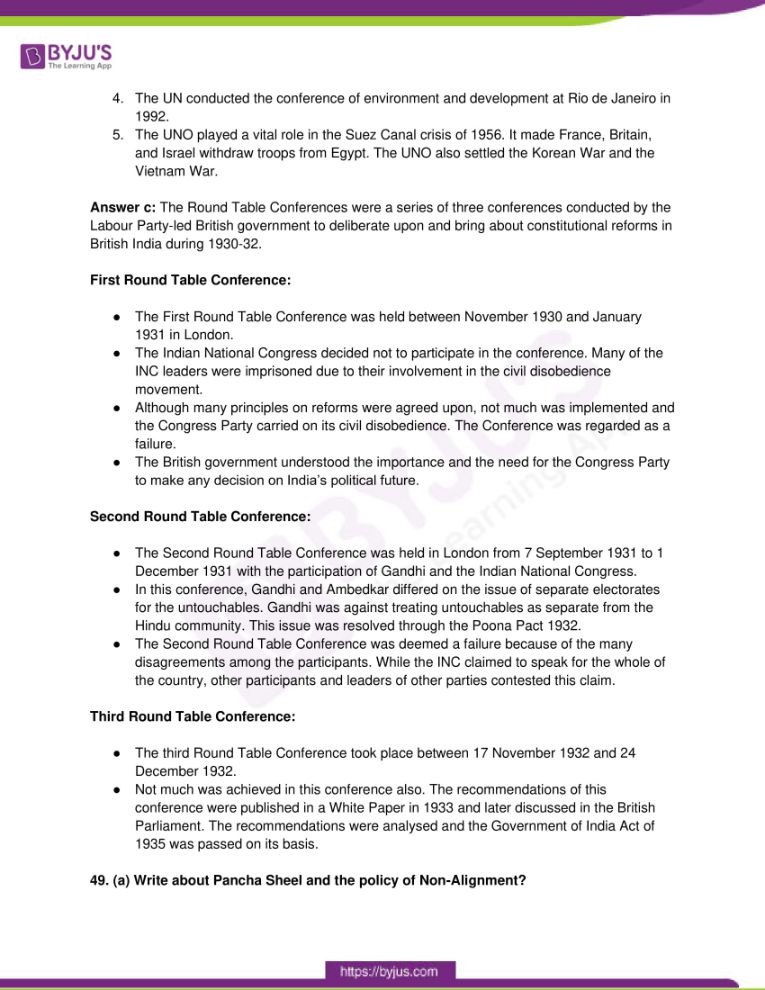 BYJU'S
The Learning App
4. The UN conducted the conference of environment and development at Rio de Janeiro in
1992.
5. The UNO played a vital role in the Suez Canal crisis of 1956. It made France, Britain,
and Israel withdraw troops from Egypt. The UNO also settled the Korean War and the
Vietnam War.
Answer c: The Round Table Conferences were a series of three conferences conducted by the
Labour Party-led British government to deliberate upon and bring about constitutional reforms in
British India during 1930-32.
First Round Table Conference:
● The First Round Table Conference was held between November 1930 and January
1931 in London.
● The Indian National Congress decided not to participate in the conference. Many of the
INC leaders were imprisoned due to their involvement in the civil disobedience
movement.
● Although many principles on reforms were agreed upon, not much was implemented and
the Congress Party carried on its civil disobedience. The Conference was regarded as a
failure.
● The British government understood the importance and the need for the Congress Party
to make any decision on India's political future.
Second Round Table Conference:
● The Second Round Table Conference was held in London from 7 September 1931 to 1
December 1931 with the participation of Gandhi and the Indian National Congress.
● In this conference, Gandhi and Ambedkar differed on the issue of separate electorates
for the untouchables. Gandhi was against treating untouchables as separate from the
Hindu community. This issue was resolved through the Poona Pact 1932.
● The Second Round Table Conference was deemed a failure because of the many
disagreements among the participants. While the INC claimed to speak for the whole of
the country, other participants and leaders of other parties contested this claim.
Third Round Table Conference:
● The third Round Table Conference took place between 17 November 1932 and 24
December 1932.
● Not much was achieved in this conference also. The recommendations of this
conference were published in a White Paper in 1933 and later discussed in the British
Parliament. The recommendations were analysed and the Government of India Act of
1935 was passed on its basis.
49. (a) Write about Pancha Sheel and the policy of Non-Alignment?
https://byjus.com